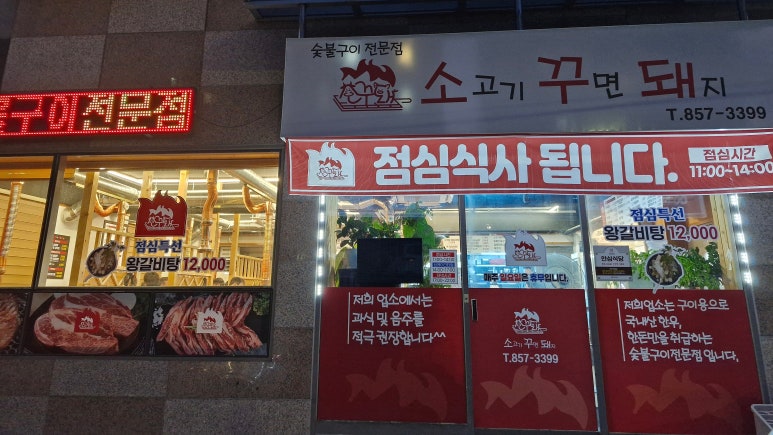 숯불구이 전문점
소고기 꾸면 돼지
T.857-3399
구이전문점
점심식사 됩니다.
점심시간
11:00~14:00
점심특선
왕갈비탕 12,000
점심특선
왕갈비탕 12,000
안심식당
매주 일요일은 휴무입니다.
저희 업소에서는
과식 및 음주를
적극 권장합니다^^
소고기 꾸면 돼지
T.857-3399
저희업소는 구이용으로
국내산 한우,
한돈만을 취급하는
숯불구이전문점 입니다.